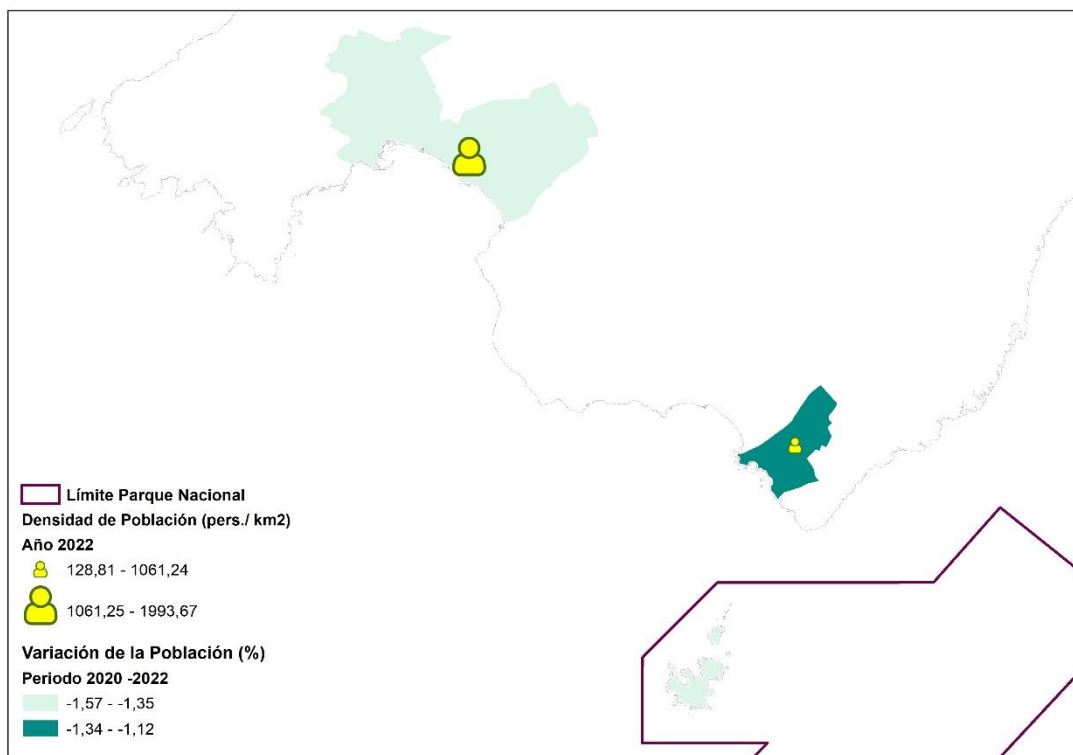 Límite Parque Nacional
Densidad de Población (pers./ km2)
Año 2022
128,81 - 1061,24
1061,25 - 1993,67
Variación de la Población (%)
Periodo 2020 -2022
-1,57 - -1,35
-1,34 - -1,12